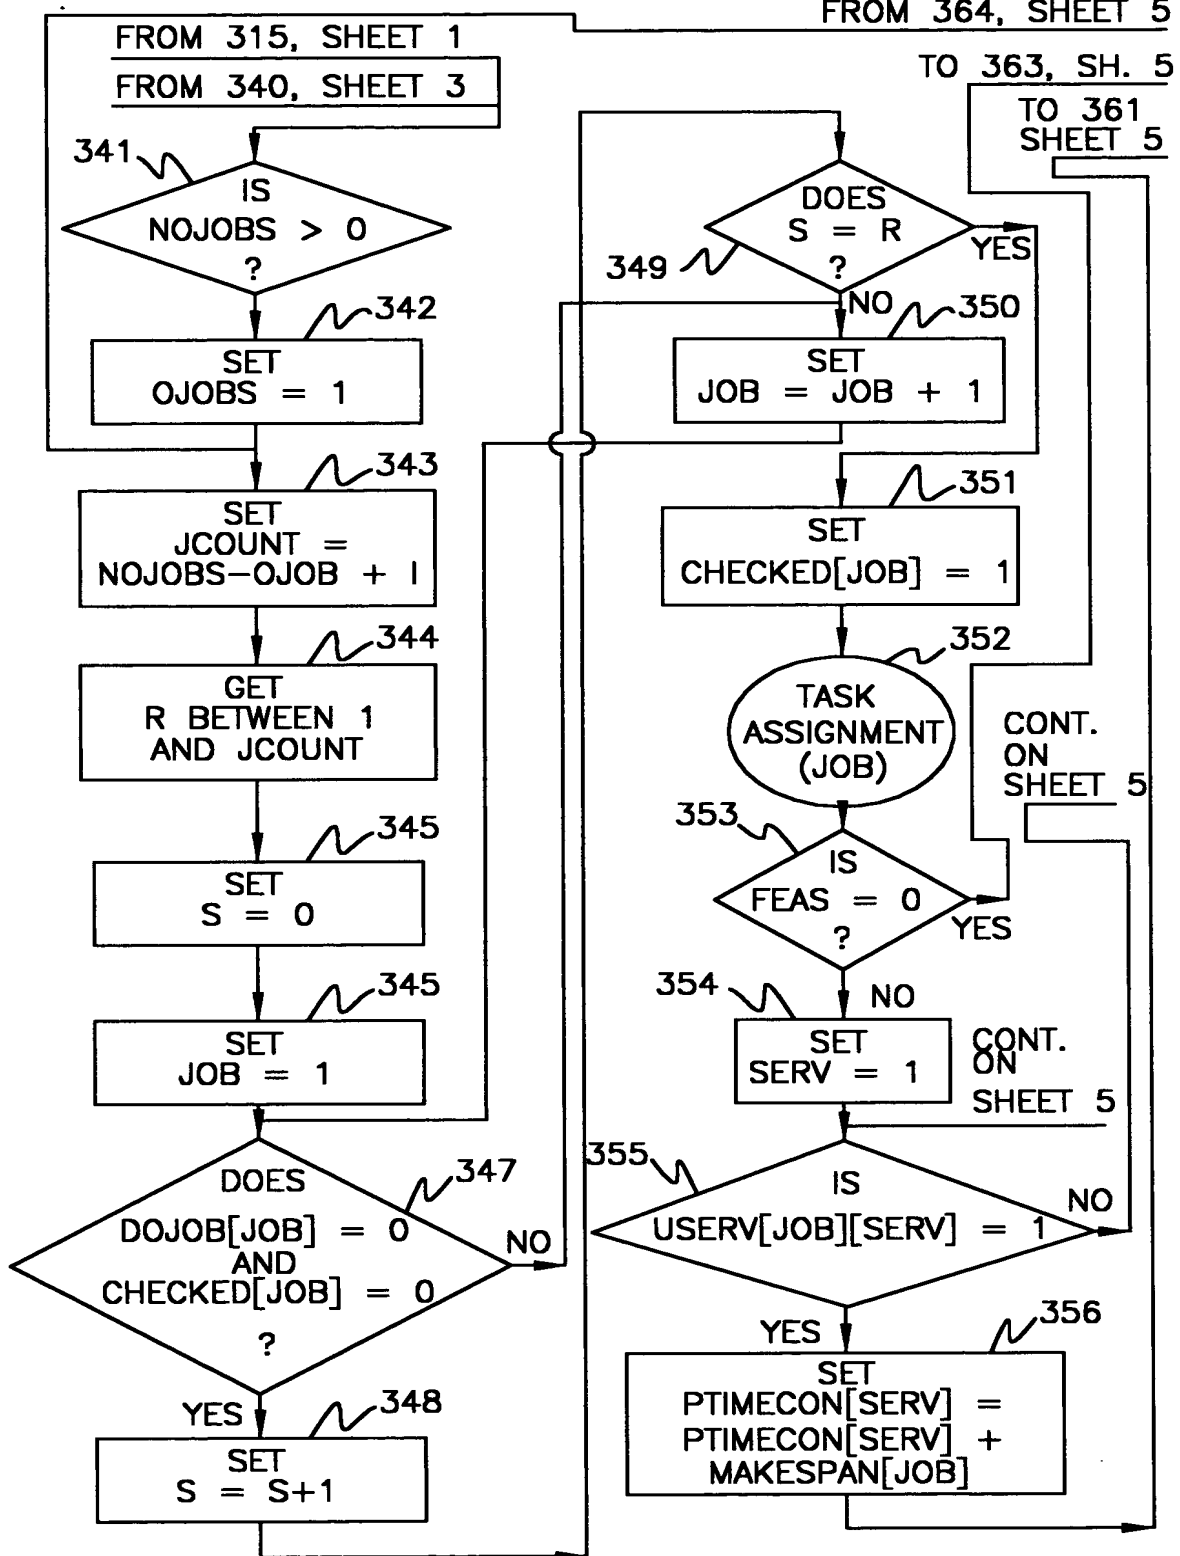 FROM 364, SHEET 5
FROM 315, SHEET 1
FROM 340, SHEET 3
341
IS
NOJOBS > 0
?
342
SET
OJOBS = 1
343
SET
JCOUNT =
NOJOBS-OJOB + I
344
GET
R BETWEEN 1
AND JCOUNT
345
SET
S = 0
345
SET
JOB = 1
347
DOES
DOJOB[JOB] = 0
AND
CHECKED[JOB] = 0
?
NO
YES
348
SET
S = S+1
TO 363, SH. 5
TO 361
SHEET 5
DOES
S = R
?
349
YES
NO
350
SET
JOB = JOB + 1
351
SET
CHECKED[JOB] = 1
352
TASK
ASSIGNMENT
(JOB)
CONT.
ON
SHEET 5
353
IS
FEAS = 0
?
YES
NO
354
SET
SERV = 1
CONT.
ON
SHEET 5
355
IS
USERV[JOB][SERV] = 1
NO
YES
356
SET
PTIMECON[SERV] =
PTIMECON[SERV] +
MAKESPAN[JOB]